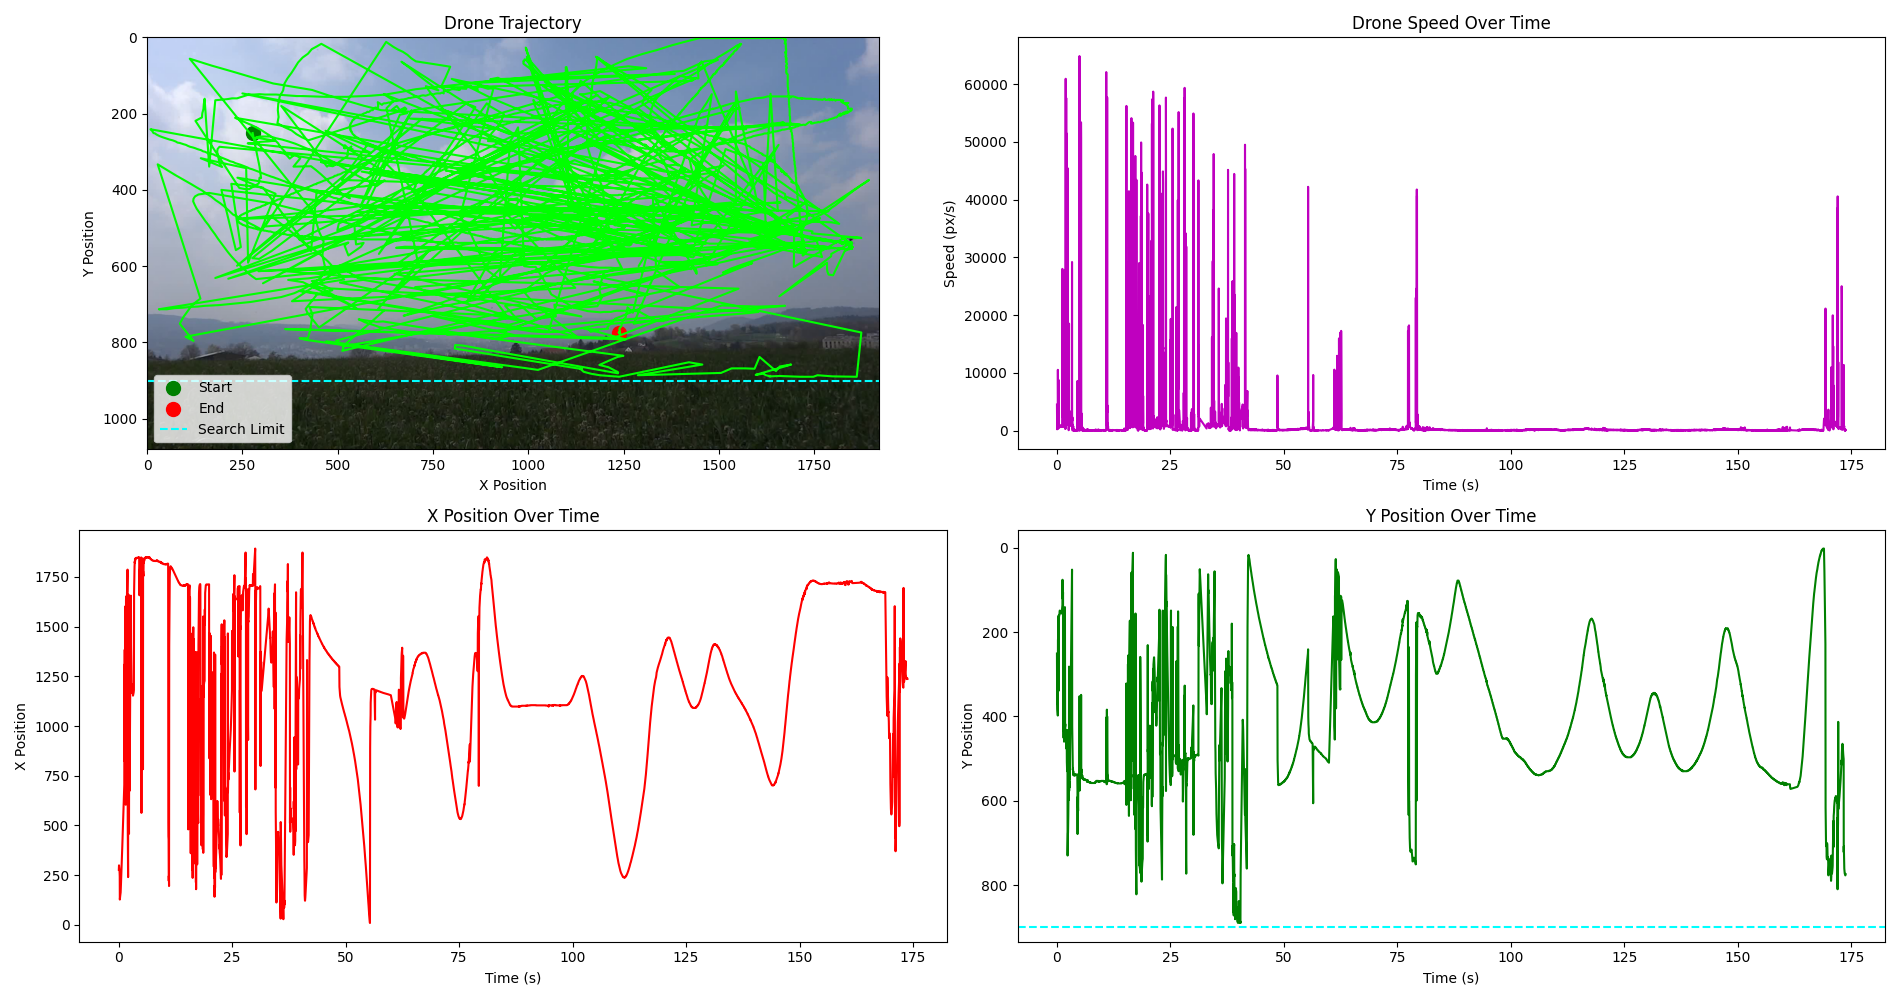 Drone Trajectory
0
200
400
600
800
1000
Y Position
0 250 500 750 1000 1250 1500 1750
X Position
Start
End
Search Limit
Drone Speed Over Time
60000
50000
40000
30000
20000
10000
0
Speed (px/s)
0 25 50 75 100 125 150 175
Time (s)
X Position Over Time
1750
1500
1250
1000
750
500
250
0
X Position
0 25 50 75 100 125 150 175
Time (s)
Y Position Over Time
0
200
400
600
800
Y Position
0 25 50 75 100 125 150 175
Time (s)